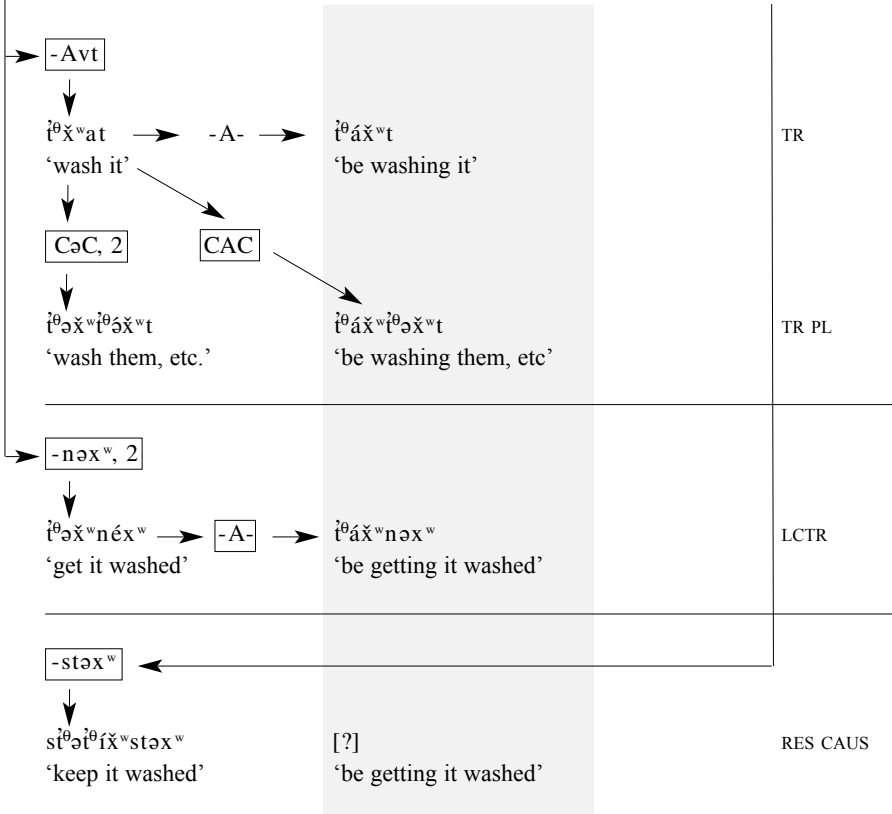 -Avt
t̓ᶿx̌ʷat -A- t̓ᶿáx̌ʷt TR
‘wash it’ ‘be washing it’
CəC, 2 CAC
t̓ᶿəx̌ʷt̓ᶿə́x̌ʷt t̓ᶿáx̌ʷt̓ᶿəx̌ʷt TR PL
‘wash them, etc.’ ‘be washing them, etc’
-nəxʷ, 2
t̓ᶿəx̌ʷnéxʷ -A- t̓ᶿáx̌ʷnəxʷ LCTR
‘get it washed’ ‘be getting it washed’
-stəxʷ
st̓ᶿət̓ᶿíx̌ʷstəxʷ [?] RES CAUS
‘keep it washed’ ‘be getting it washed’